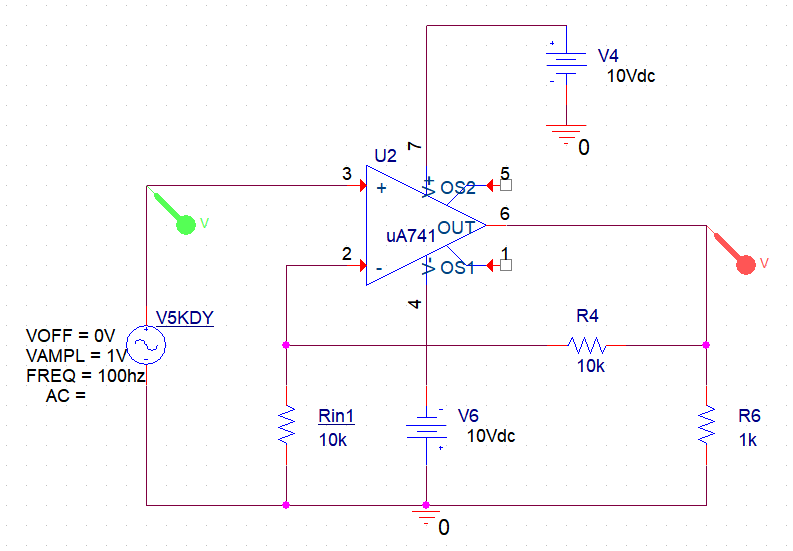 +
V4
10Vdc
-
0
7
U2
3
5
+
V+
OS2
V
6
OUT
uA741
2
1
V
-
V-
OS1
4
V5KDY
R4
VOFF = 0V
VAMPL = 1V
+
-
FREQ = 100hz
10k
AC =
-
Rin1
V6
R6
10k
10Vdc
1k
+
0